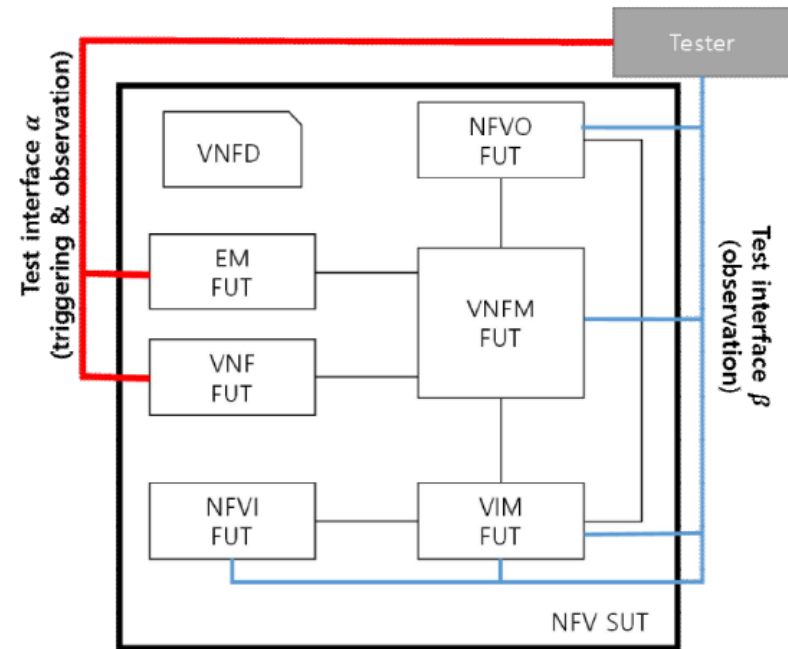 Tester
Test interface α
(triggering & observation)
VNFD
NFVO
FUT
EM
FUT
VNFM
FUT
VNF
FUT
Test interface β
(observation)
NFVI
FUT
VIM
FUT
NFV SUT